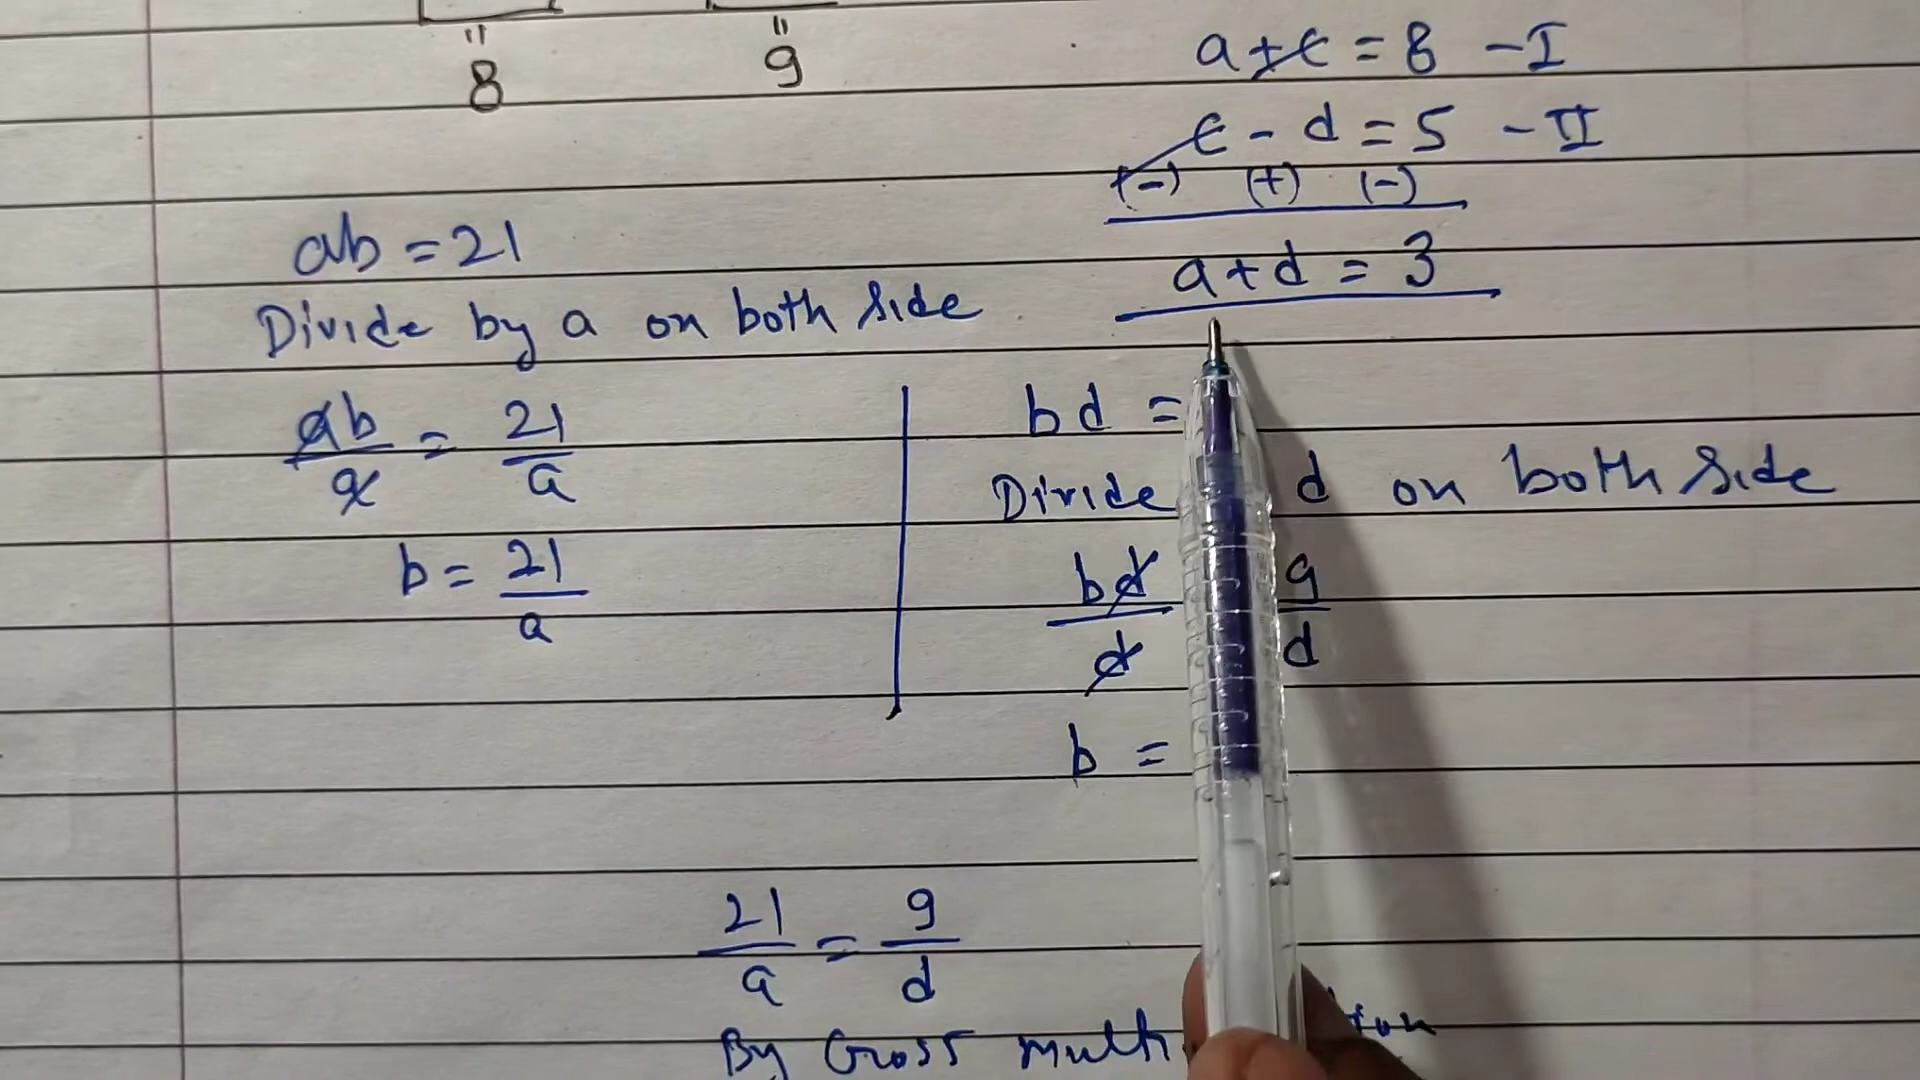 " "
8 9
a+c = 8 - I
c - d = 5 - II
(-) (+) (-)
a+d = 3
ab = 21
Divide by a on both side
ab/a = 21/a
b = 21/a
bd =
Divide d on both side
bd/d 9/d
b =
21/a = 9/d
By Cross